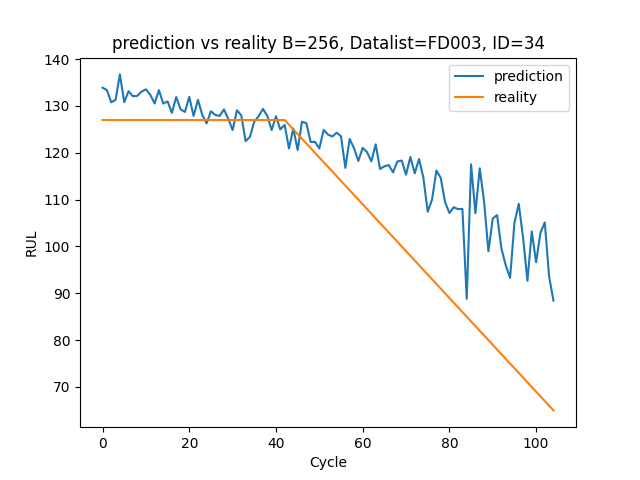 prediction vs reality B=256, Datalist=FD003, ID=34
140
130
120
110
100
90
80
70
RUL
prediction
reality
0
20
40
60
80
100
Cycle